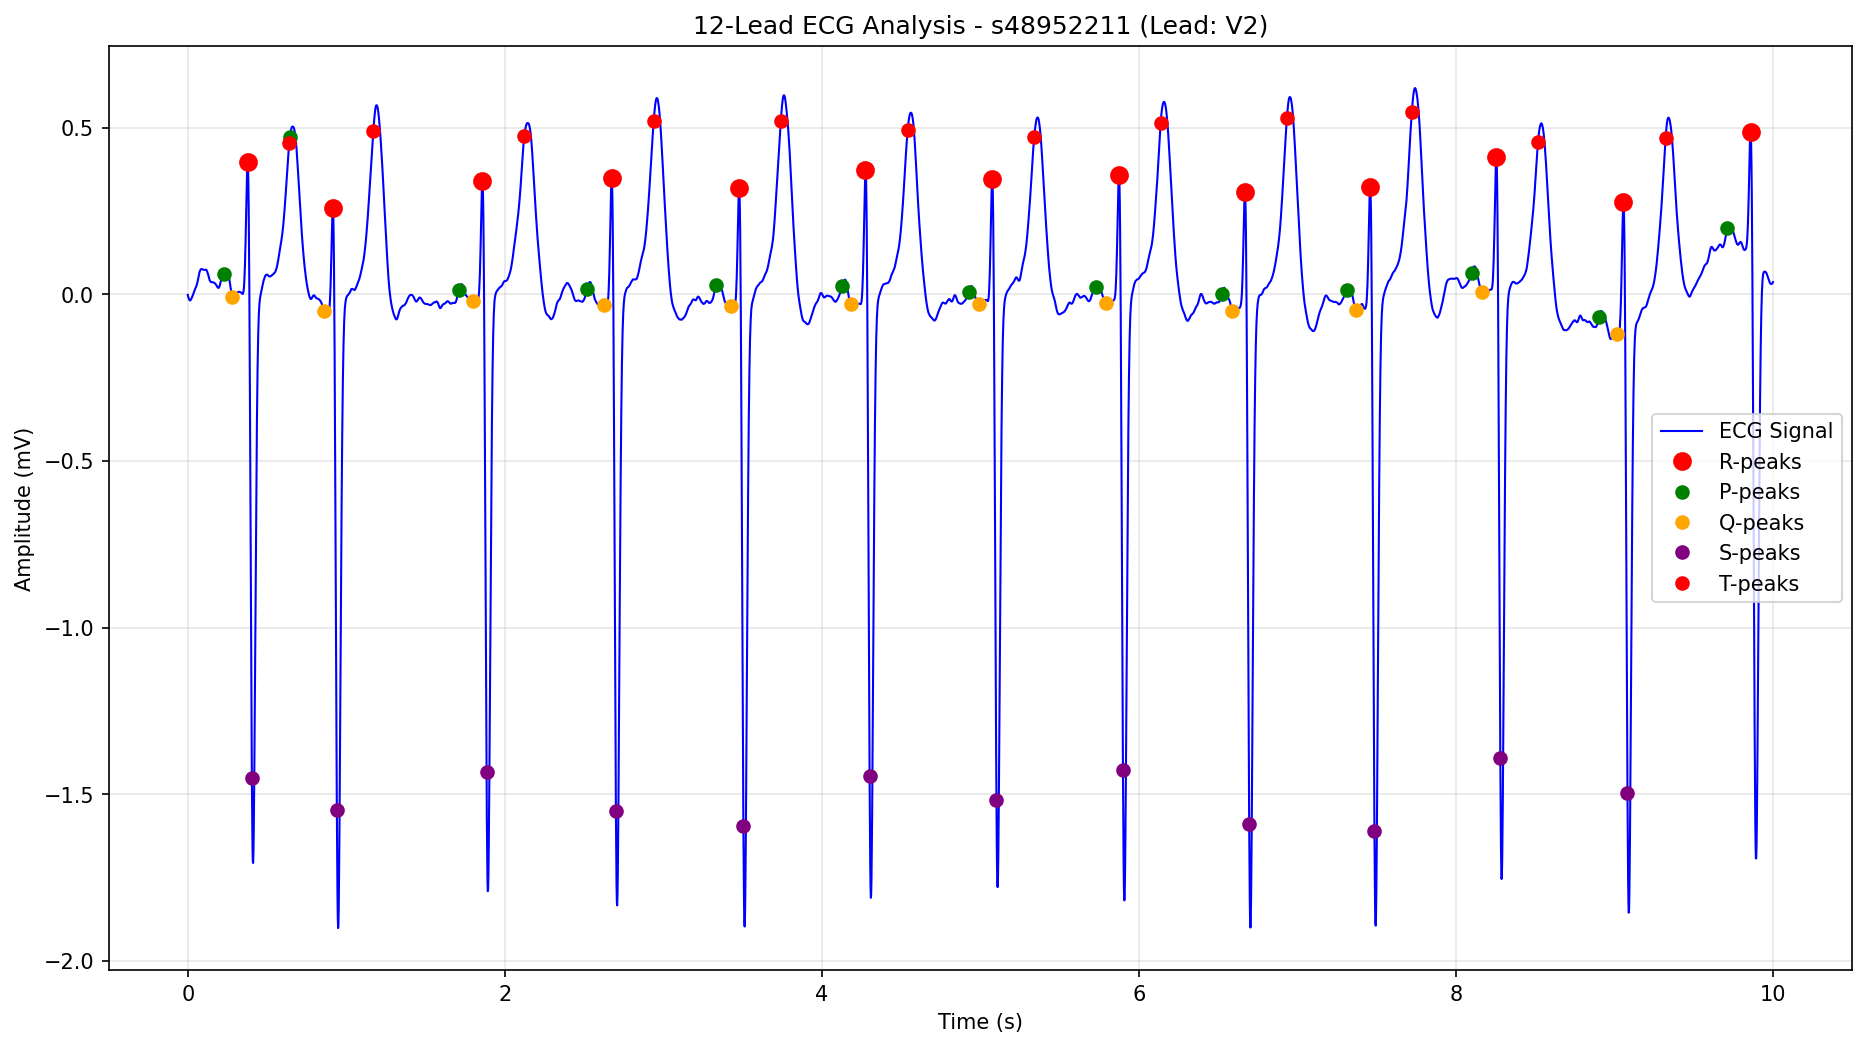 12-Lead ECG Analysis - s48952211 (Lead: V2)
Amplitude (mV)
0.5
0.0
−0.5
−1.0
−1.5
−2.0
ECG Signal
R-peaks
P-peaks
Q-peaks
S-peaks
T-peaks
0 2 4 6 8 10
Time (s)